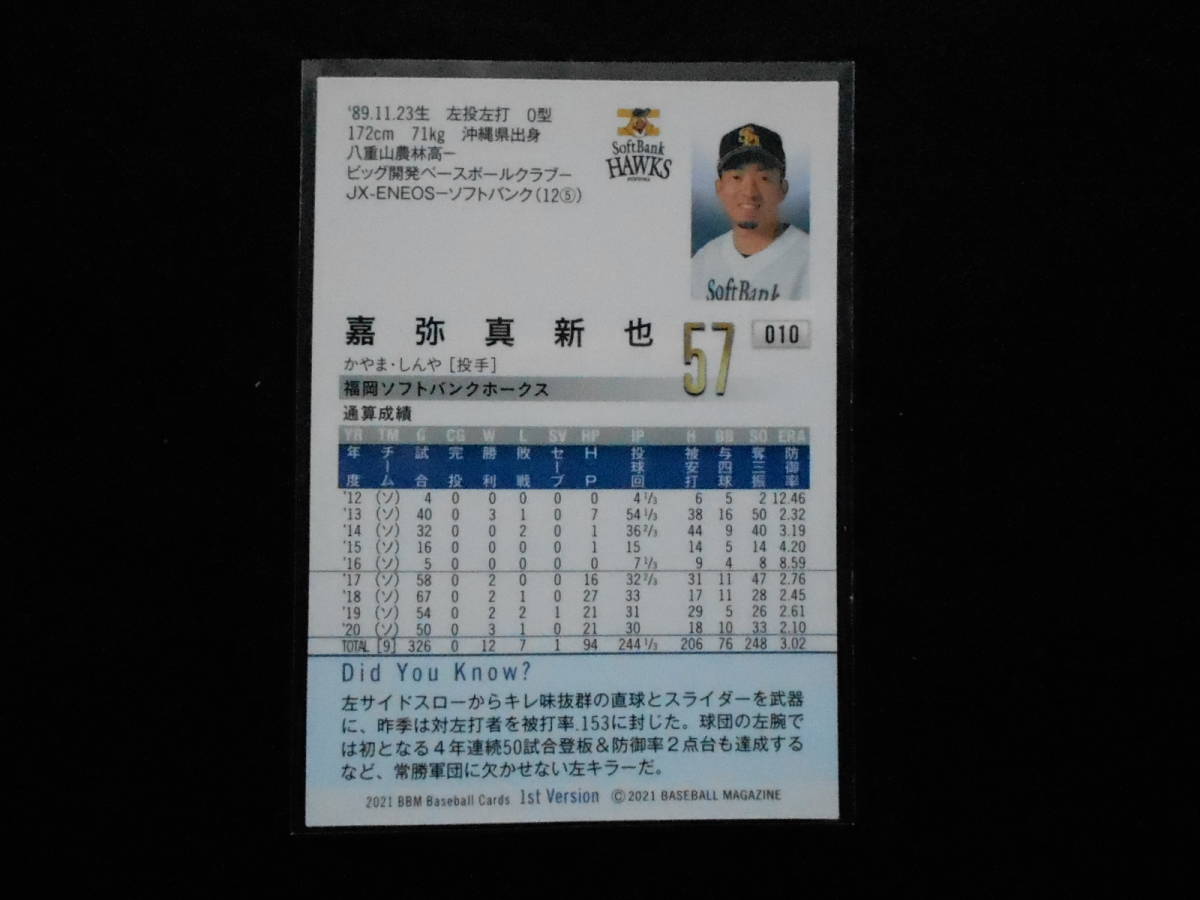 '89.11.23生 左投左打 O型
172cm 71kg 沖縄県出身
八重山農林高ー
ビッグ開発ベースボールクラブー
JX-ENEOSーソフトバンク(12⑤)
SoftBank
HAWKS
SoftBank
嘉弥真新也 57 010
かやま・しんや [投手]
福岡ソフトバンクホークス
通算成績
YR TM G CG W L SV HP IP H BB SO ERA
年度 チーム 試合 完投 勝利 敗戦 セーブ HP 投球回 被安打 与四球 奪三振 防御率
'12 (ソ) 4 0 0 0 0 0 4 1/3 6 5 2 12.46
'13 (ソ) 40 0 3 1 0 7 54 1/3 38 16 50 2.32
'14 (ソ) 32 0 0 2 0 1 36 2/3 44 9 40 3.19
'15 (ソ) 16 0 0 0 0 1 15 14 5 14 4.20
'16 (ソ) 5 0 0 0 0 0 7 1/3 9 4 8 8.59
'17 (ソ) 58 0 2 0 0 16 32 2/3 31 11 47 2.76
'18 (ソ) 67 0 2 1 0 27 33 17 11 28 2.45
'19 (ソ) 54 0 2 2 1 21 31 29 5 26 2.61
'20 (ソ) 50 0 3 1 0 21 30 18 10 33 2.10
TOTAL [9] 326 0 12 7 1 94 244 1/3 206 76 248 3.02
Did You Know?
左サイドスローからキレ味抜群の直球とスライダーを武器
に、昨季は対左打者を被打率.153に封じた。球団の左腕で
は初となる4年連続50試合登板&防御率2点台も達成する
など、常勝軍団に欠かせない左キラーだ。
2021 BBM Baseball Cards 1st Version ©2021 BASEBALL MAGAZINE